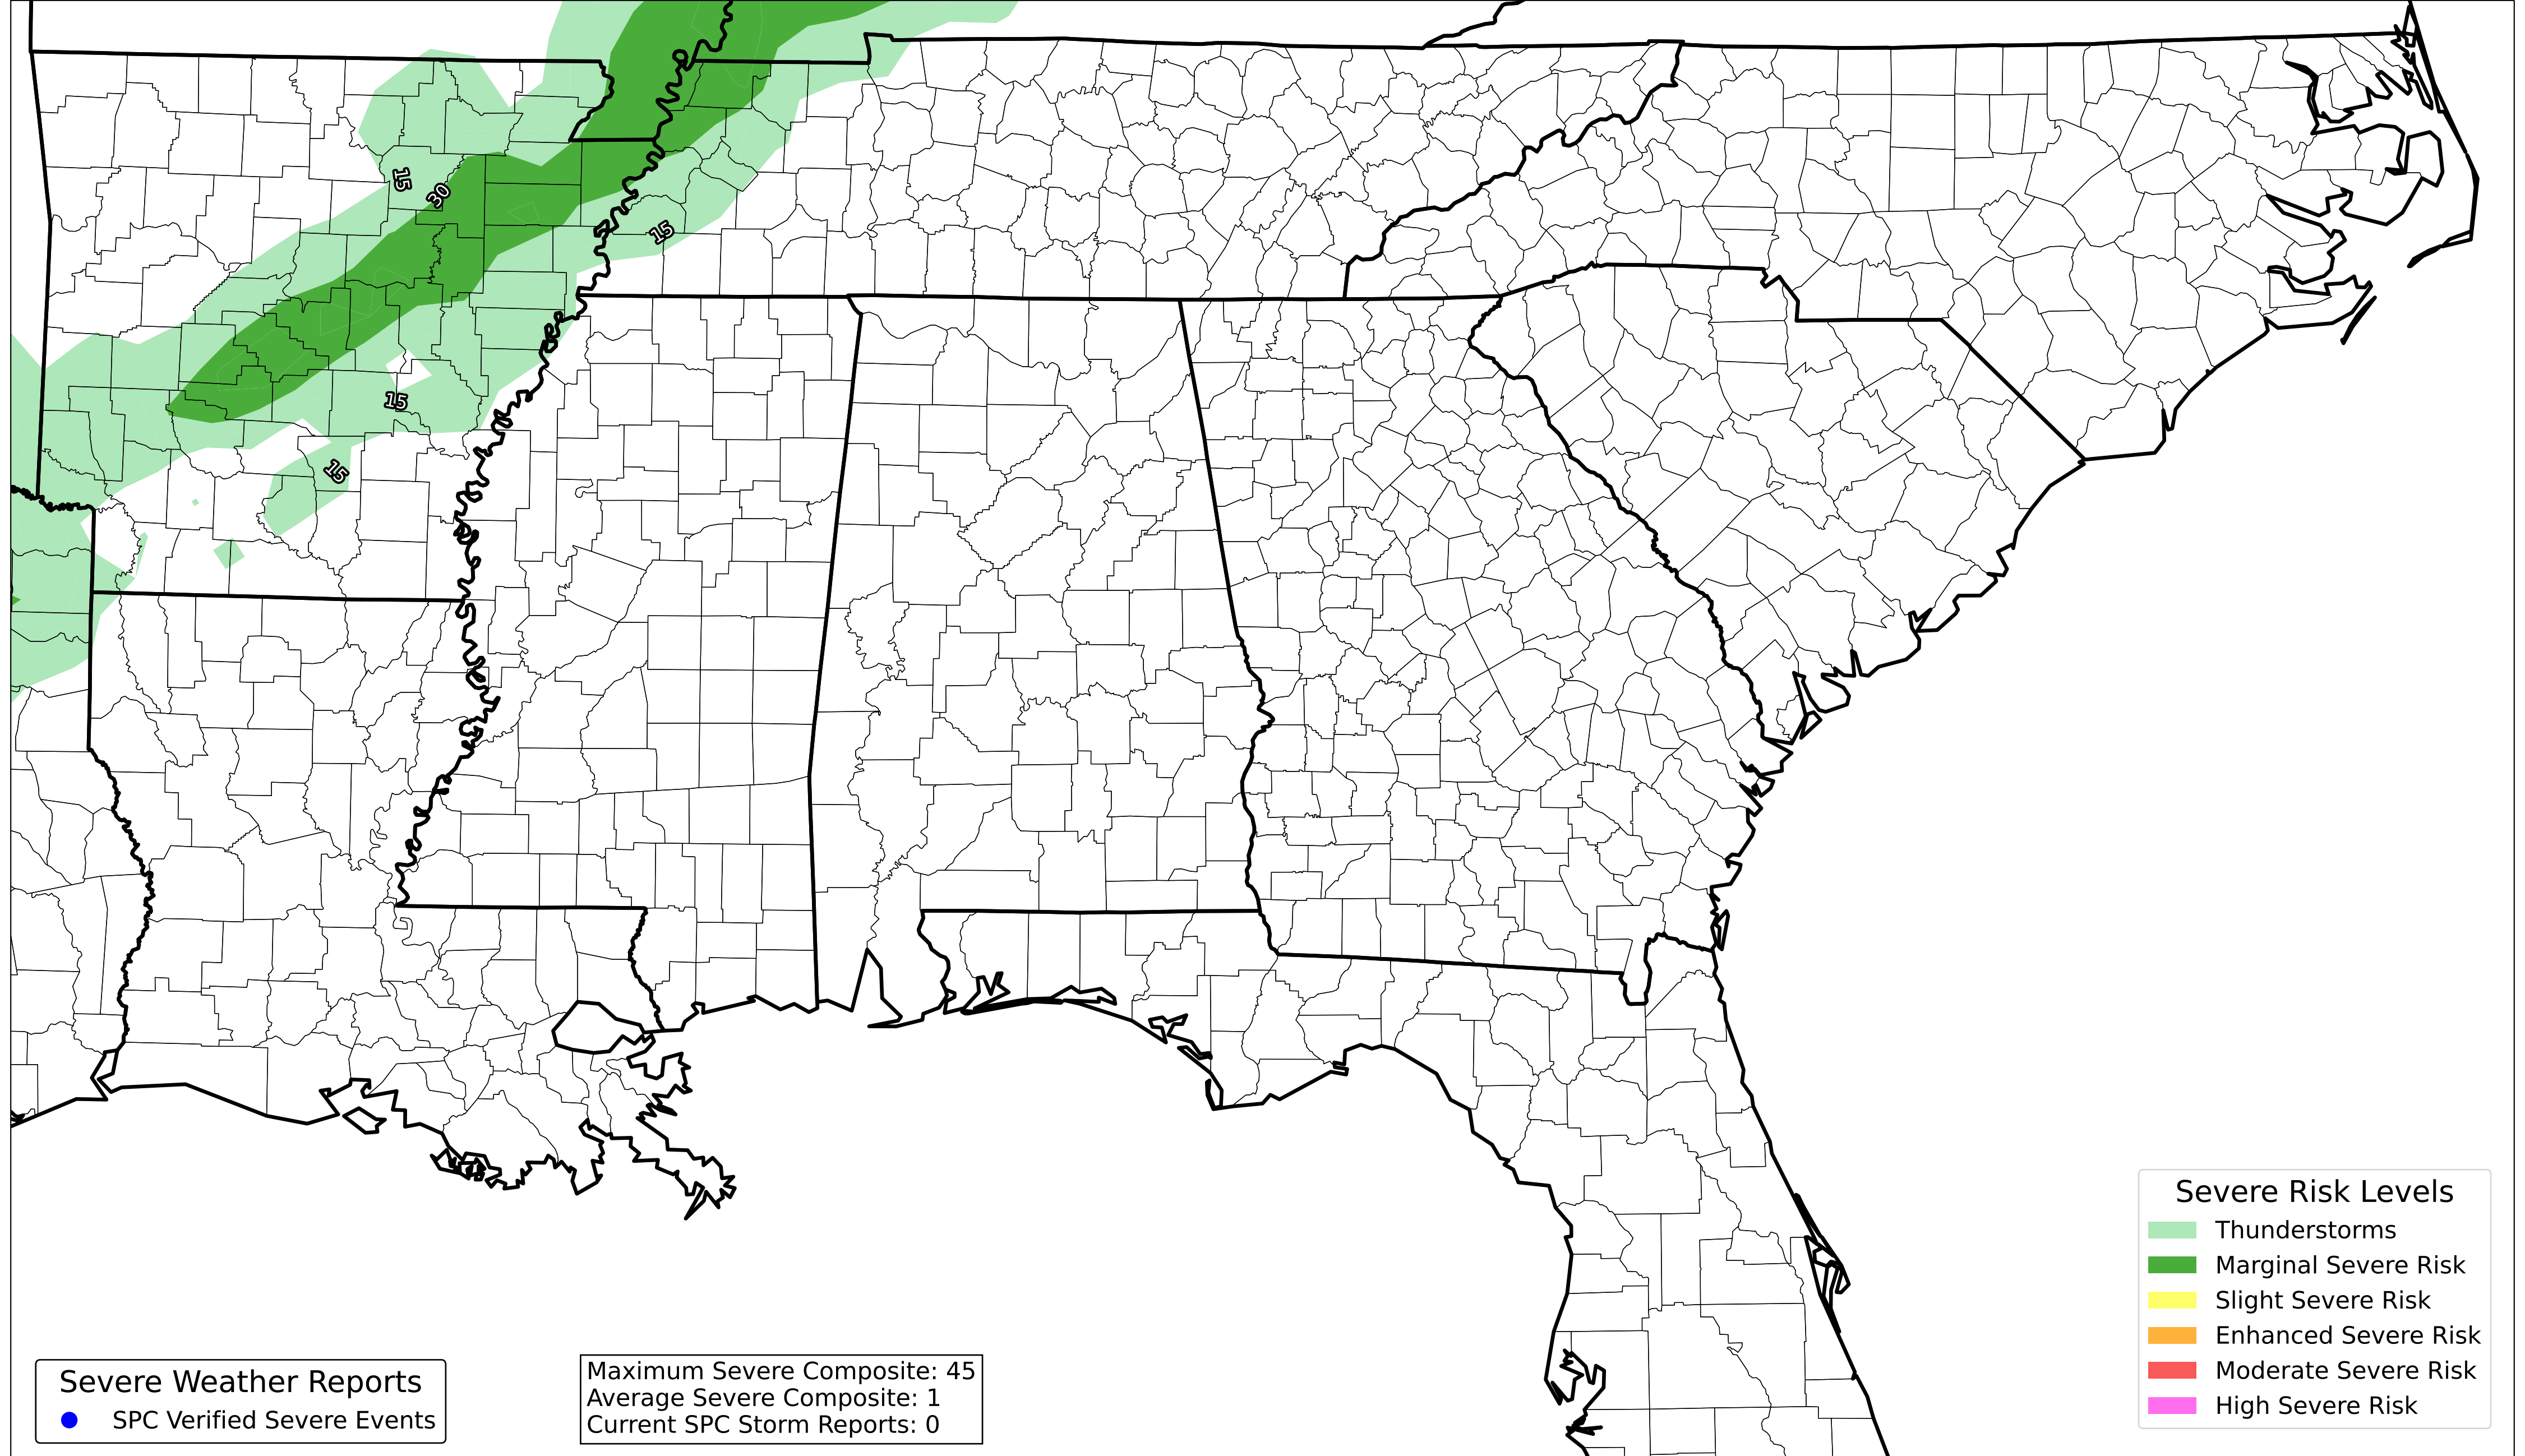 15
30
15
15
15
Severe Risk Levels
Thunderstorms
Marginal Severe Risk
Slight Severe Risk
Enhanced Severe Risk
Moderate Severe Risk
High Severe Risk
Severe Weather Reports
SPC Verified Severe Events
Maximum Severe Composite: 45
Average Severe Composite: 1
Current SPC Storm Reports: 0